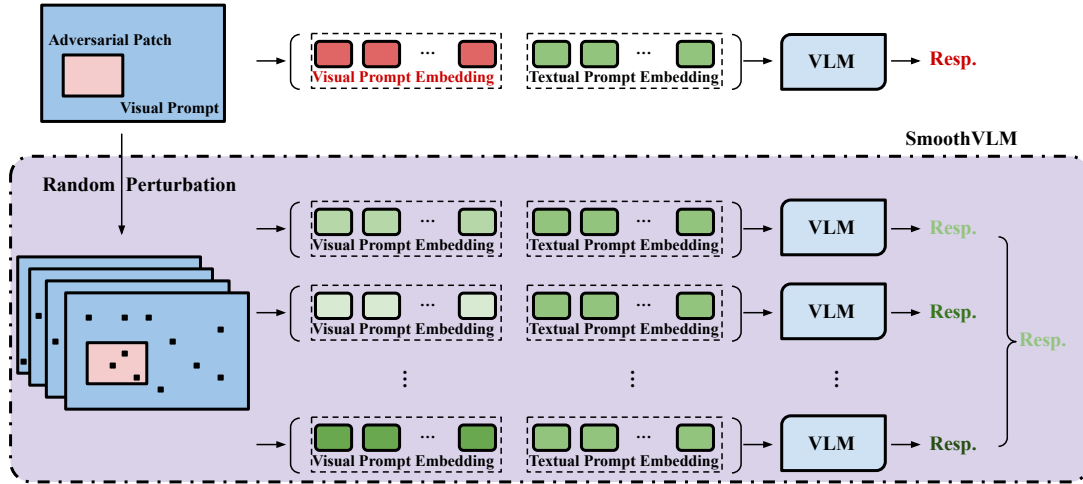 Adversarial Patch
Visual Prompt
Visual Prompt Embedding
Textual Prompt Embedding
VLM
Resp.
SmoothVLM
Random Perturbation
Visual Prompt Embedding
Textual Prompt Embedding
VLM
Resp.
Visual Prompt Embedding
Textual Prompt Embedding
VLM
Resp.
Resp.
Visual Prompt Embedding
Textual Prompt Embedding
VLM
Resp.